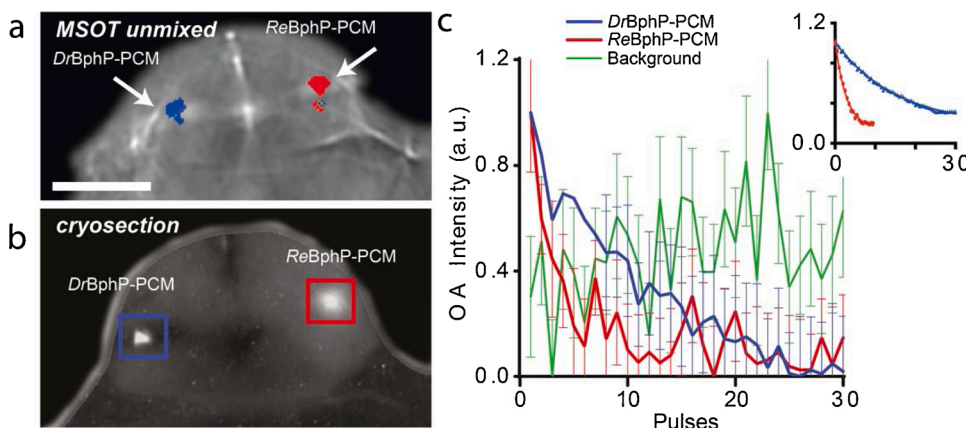 a
MSOT unmixed
DrBphP-PCM
ReBphP-PCM
b
cryosection
DrBphP-PCM
ReBphP-PCM
c
DrBphP-PCM
ReBphP-PCM
Background
1.2
0.8
0.4
0.0
OA Intensity (a.u.)
10
20
30
Pulses
1.2
0.0
0
30
0